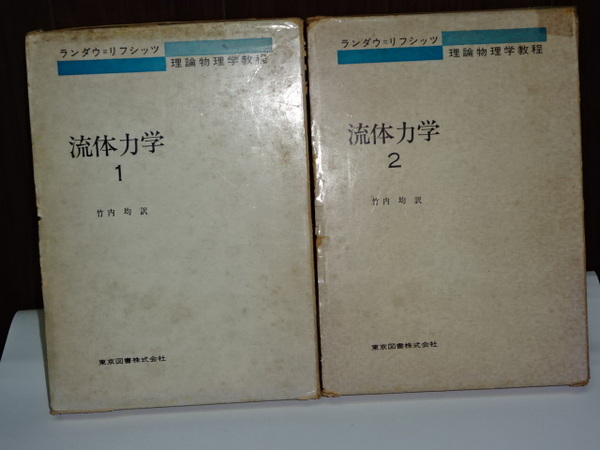 ランダウ=リフシッツ
理論物理学教程
流体力学
1
竹内 均 訳
東京図書株式会社
ランダウ=リフシッツ
理論物理学教程
流体力学
2
竹内 均 訳
東京図書株式会社